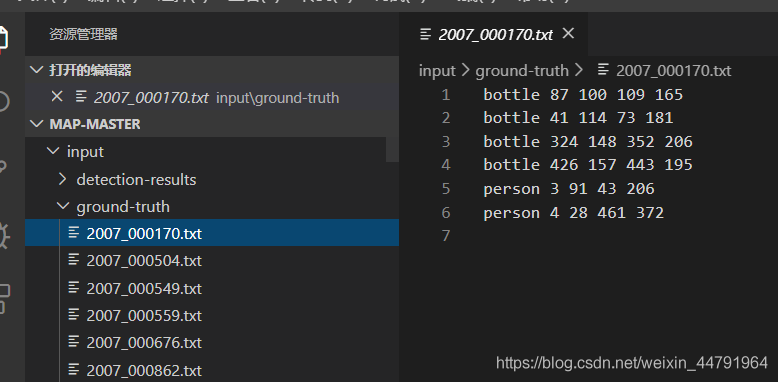 资源管理器
打开的编辑器
2007_000170.txt input\ground-truth
MAP-MASTER
input
detection-results
ground-truth
2007_000170.txt
2007_000504.txt
2007_000549.txt
2007_000559.txt
2007_000676.txt
2007_000862.txt
2007_000170.txt
input > ground-truth > 2007_000170.txt
1 bottle 87 100 109 165
2 bottle 41 114 73 181
3 bottle 324 148 352 206
4 bottle 426 157 443 195
5 person 3 91 43 206
6 person 4 28 461 372
7
https://blog.csdn.net/weixin_44791964